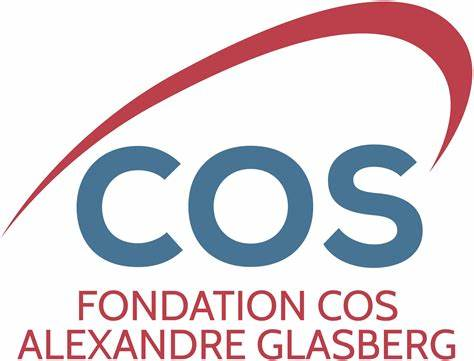 COS
FONDATION COS
ALEXANDRE GLASBERG